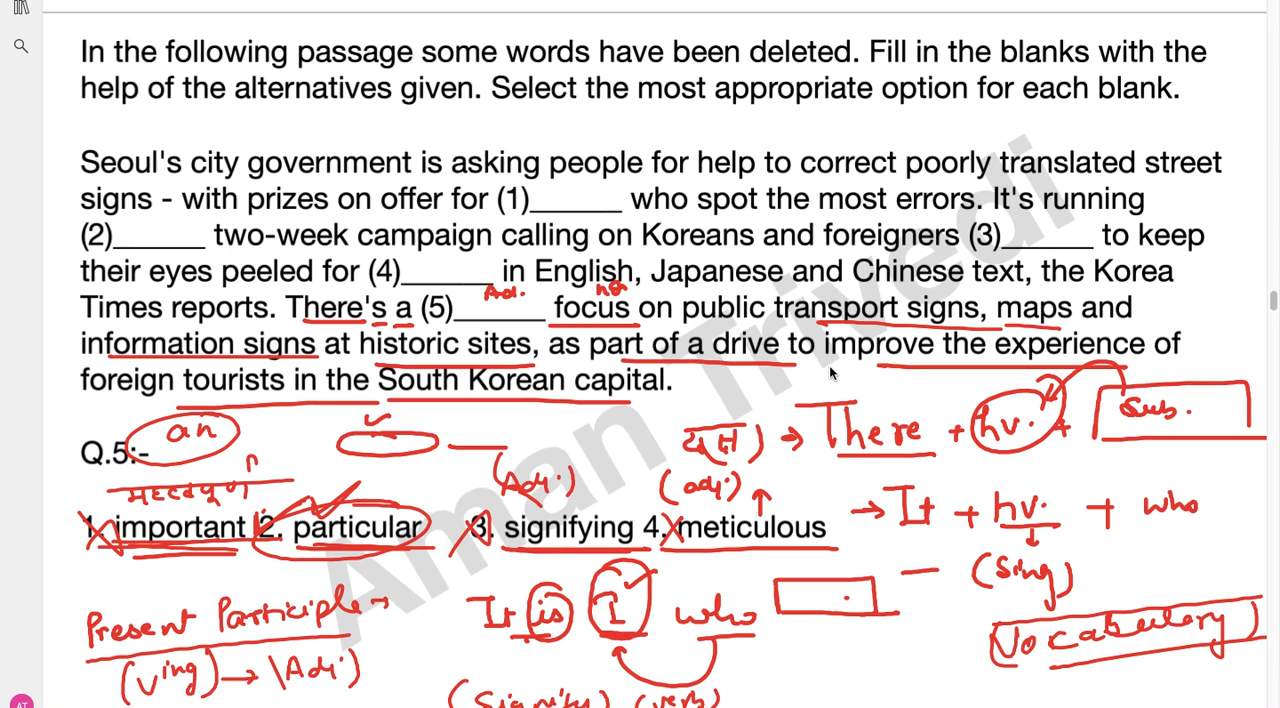 In the following passage some words have been deleted. Fill in the blanks with the
help of the alternatives given. Select the most appropriate option for each blank.
Seoul's city government is asking people for help to correct poorly translated street
signs - with prizes on offer for (1)______ who spot the most errors. It's running
(2)______ two-week campaign calling on Koreans and foreigners (3)______ to keep
their eyes peeled for (4)______ in English, Japanese and Chinese text, the Korea
Adj. no
Times reports. There's a (5)______ focus on public transport signs, maps and
information signs at historic sites, as part of a drive to improve the experience of
foreign tourists in the South Korean capital.
Q.5:- an
There + hv. + Sub.
महत्वपूर्ण (Adj.) (adj.) → It + hv. + who
1. important 2. particular 3. signifying 4. meticulous
(Sing)
Present Participle → It is I who
Vocabulary
(Ving) → (Adj.)
(Signify) (verb)
Aman Trivedi
AT